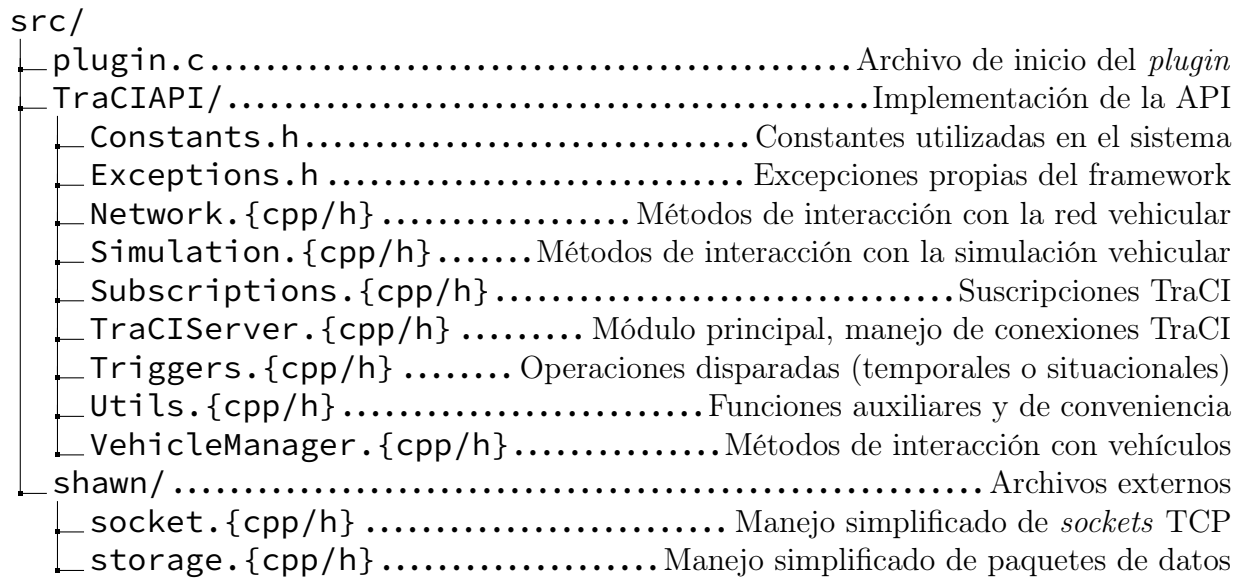 src/
plugin.c................................................Archivo de inicio del plugin
TraCIAPI/................................................Implementación de la API
Constants.h................................Constantes utilizadas en el sistema
Exceptions.h .............................. Excepciones propias del framework
Network.{cpp/h}..................Métodos de interacción con la red vehicular
Simulation.{cpp/h}.......Métodos de interacción con la simulación vehicular
Subscriptions.{cpp/h}.................................Suscripciones TraCI
TraCIServer.{cpp/h} ......... Módulo principal, manejo de conexiones TraCI
Triggers.{cpp/h} ........ Operaciones disparadas (temporales o situacionales)
Utils.{cpp/h}..........................Funciones auxiliares y de conveniencia
VehicleManager.{cpp/h}...............Métodos de interacción con vehículos
shawn/ .......................................................... Archivos externos
socket.{cpp/h} .......................... Manejo simplificado de sockets TCP
storage.{cpp/h}....................Manejo simplificado de paquetes de datos